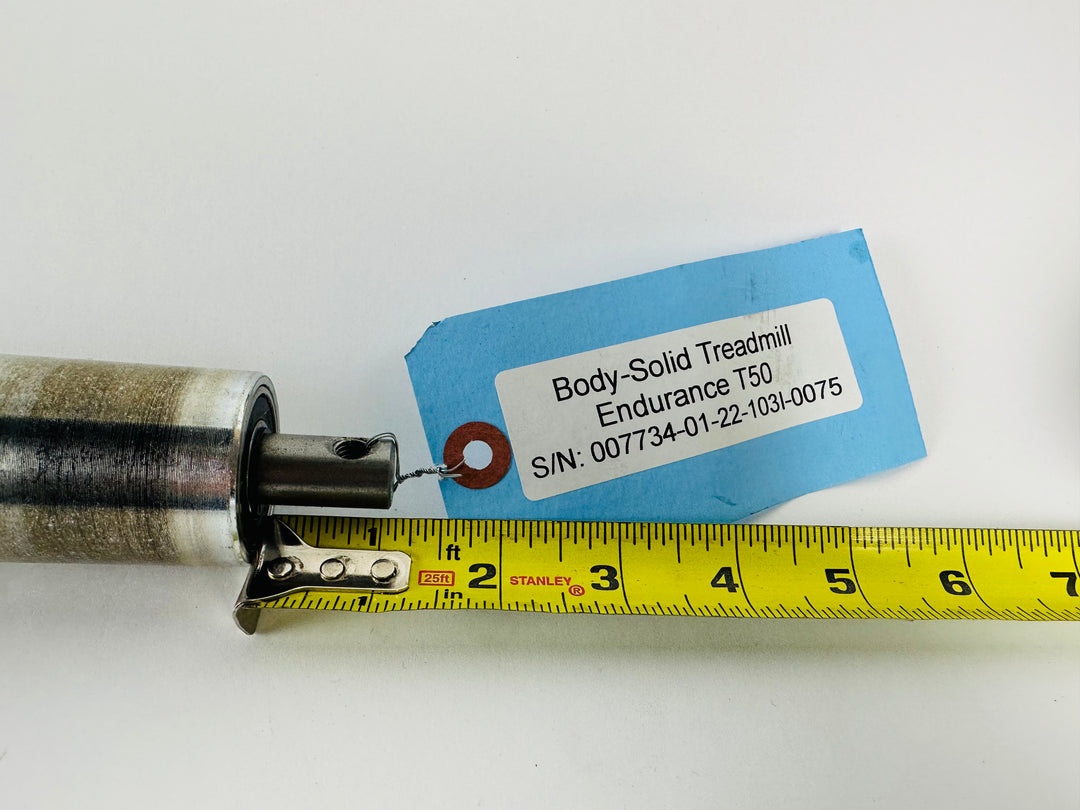 Body-Solid Treadmill
Endurance T50
S/N: 007734-01-22-103I-0075
1 ft
25ft 2 STANLEY® 3 4 5 6 7
1 in